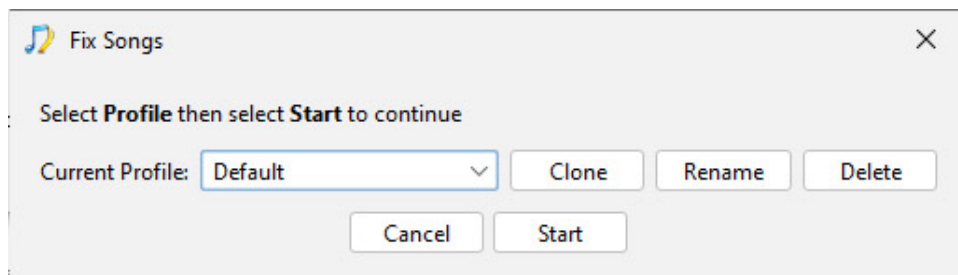 Fix Songs
Select Profile then select Start to continue
Current Profile: Default Clone Rename Delete
Cancel Start